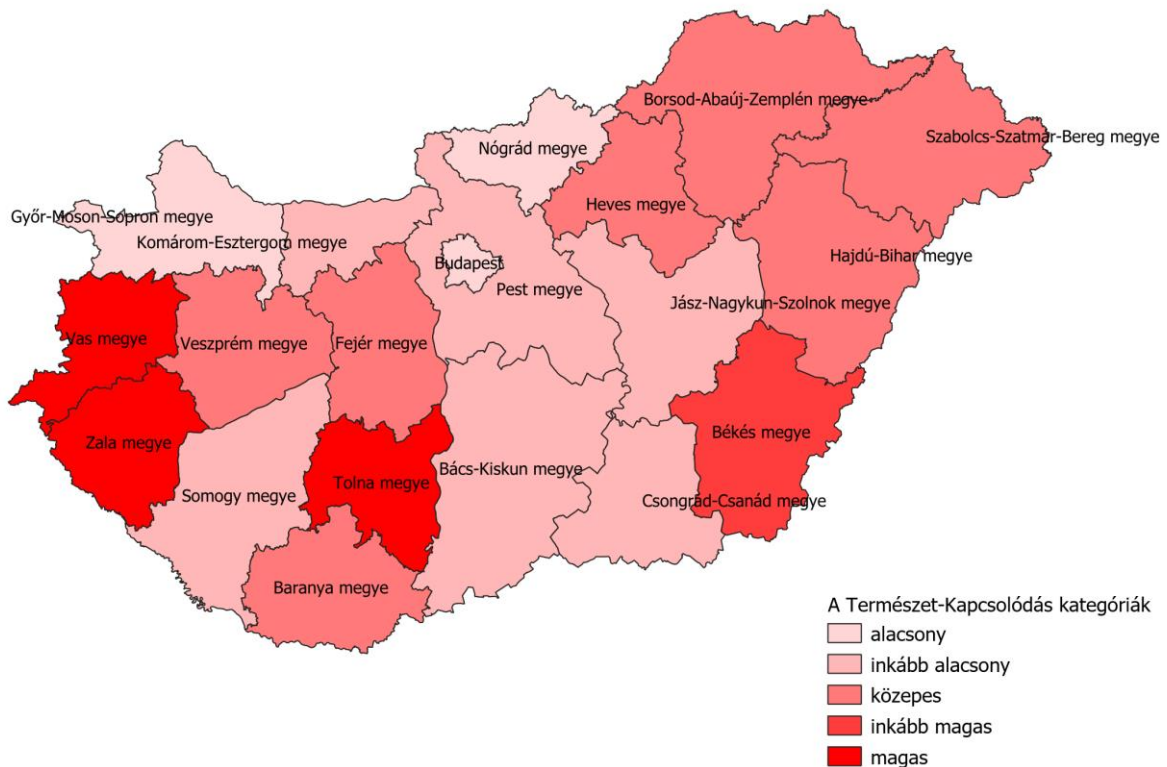 Borsod-Abaúj-Zemplén megye
Szabolcs-Szatmár-Bereg megye
Nógrád megye
Heves megye
Győr-Moson-Sopron megye
Komárom-Esztergom megye
Budapest
Hajdú-Bihar megye
Pest megye
Jász-Nagykun-Szolnok megye
Vas megye
Veszprém megye
Fejér megye
Zala megye
Békés megye
Tolna megye
Bács-Kiskun megye
Somogy megye
Csongrád-Csanád megye
Baranya megye
A Természet-Kapcsolódás kategóriák
alacsony
inkább alacsony
közepes
inkább magas
magas